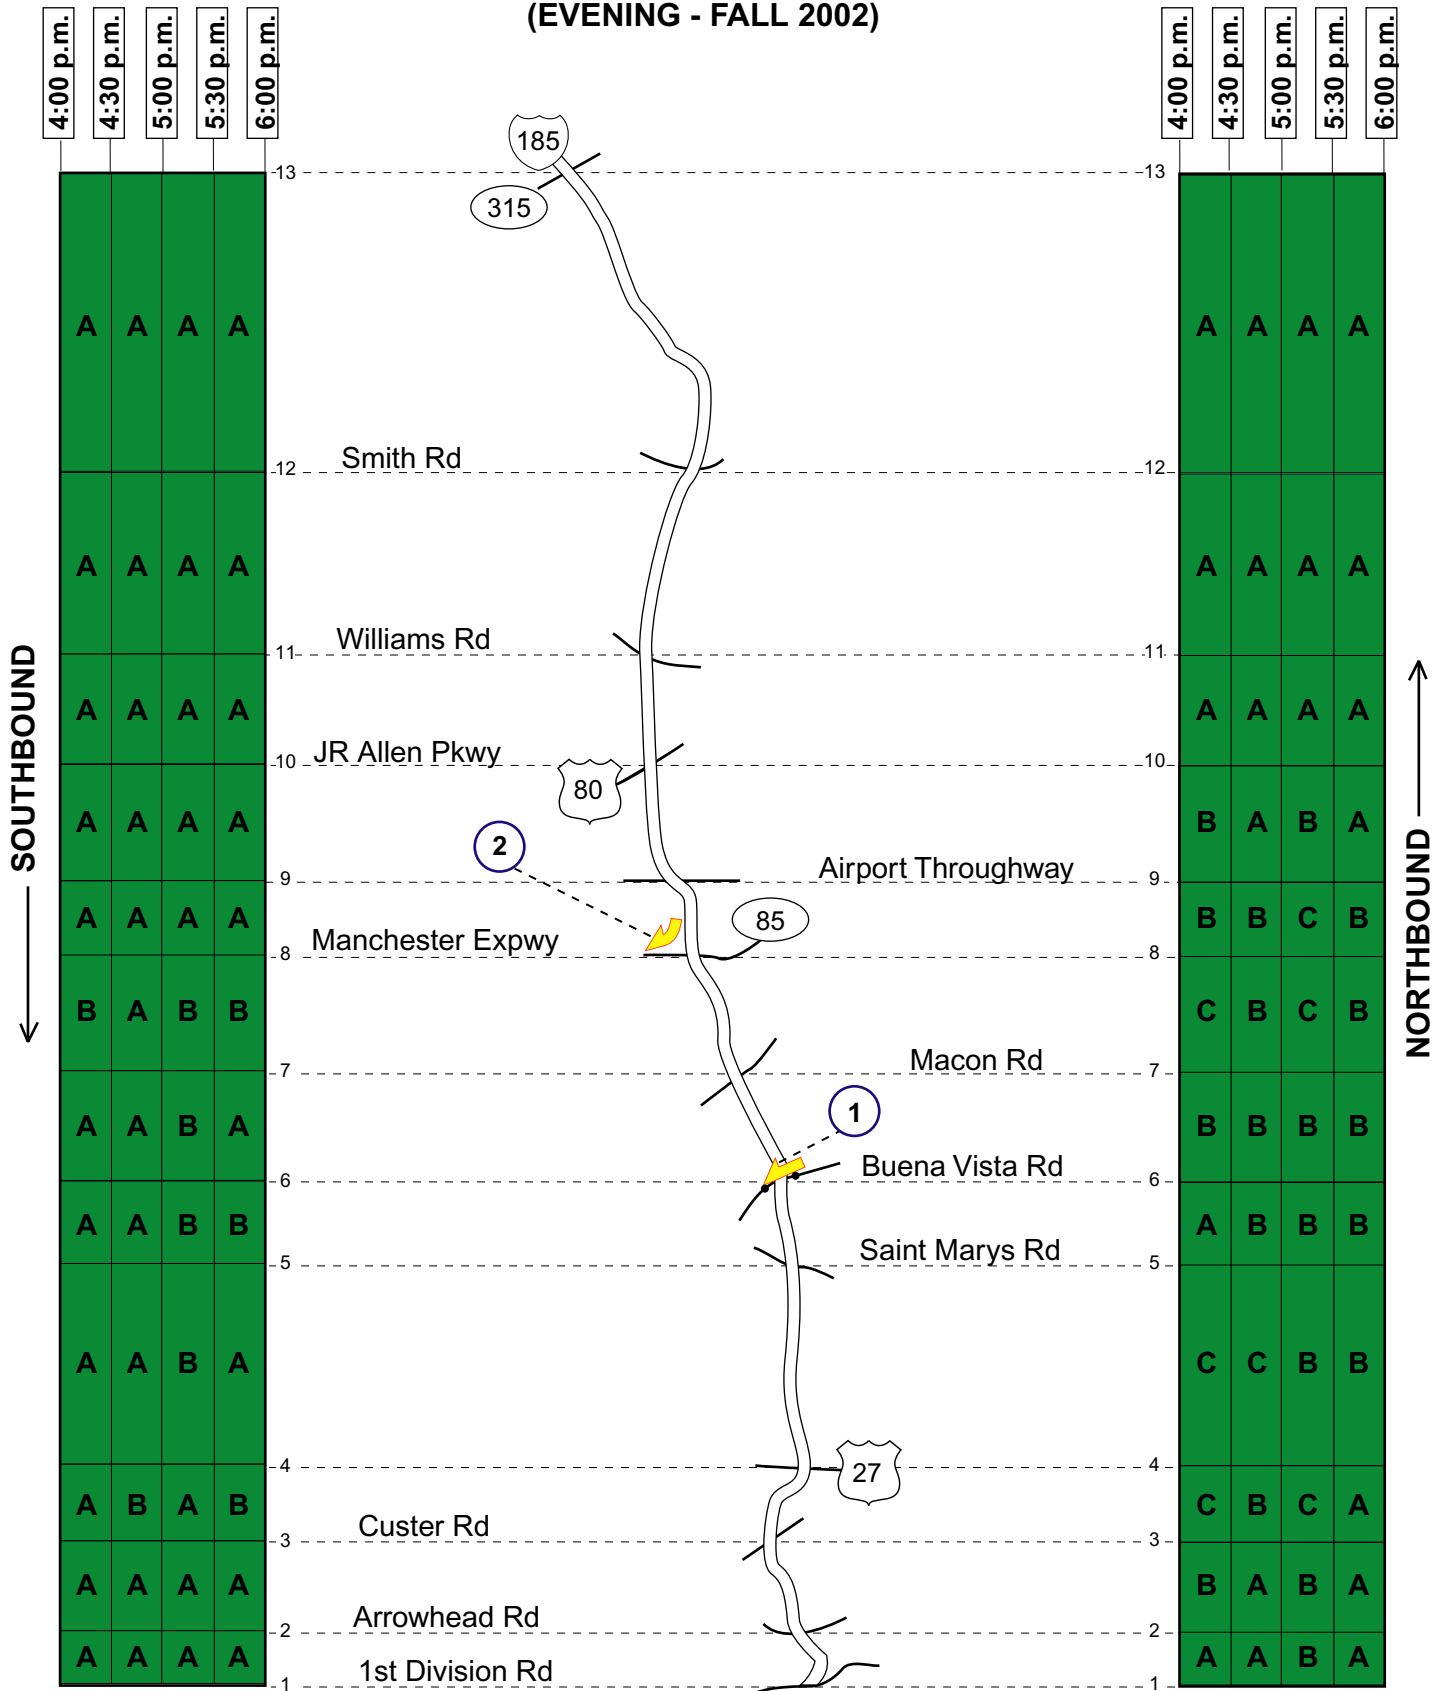 (EVENING - FALL 2002)
4:00 p.m. 4:30 p.m. 5:00 p.m. 5:30 p.m. 6:00 p.m.
4:00 p.m. 4:30 p.m. 5:00 p.m. 5:30 p.m. 6:00 p.m.
185
13 13
315
A A A A
A A A A
Smith Rd
12 12
A A A A
A A A A
Williams Rd
11 11
SOUTHBOUND
NORTHBOUND
A A A A
A A A A
10 JR Allen Pkwy 10
80
A A A A
B A B A
2
Airport Throughway
9 9
A A A A
85
B B C B
Manchester Expwy
8 8
B A B B
C B C B
Macon Rd
7 7
1
A A B A
B B B B
Buena Vista Rd
6 6
A A B B
A B B B
Saint Marys Rd
5 5
A A B A
C C B B
4 4
27
A B A B
C B C A
Custer Rd
3 3
A A A A
B A B A
Arrowhead Rd
2 2
A A A A
A A B A
1st Division Rd
1 1